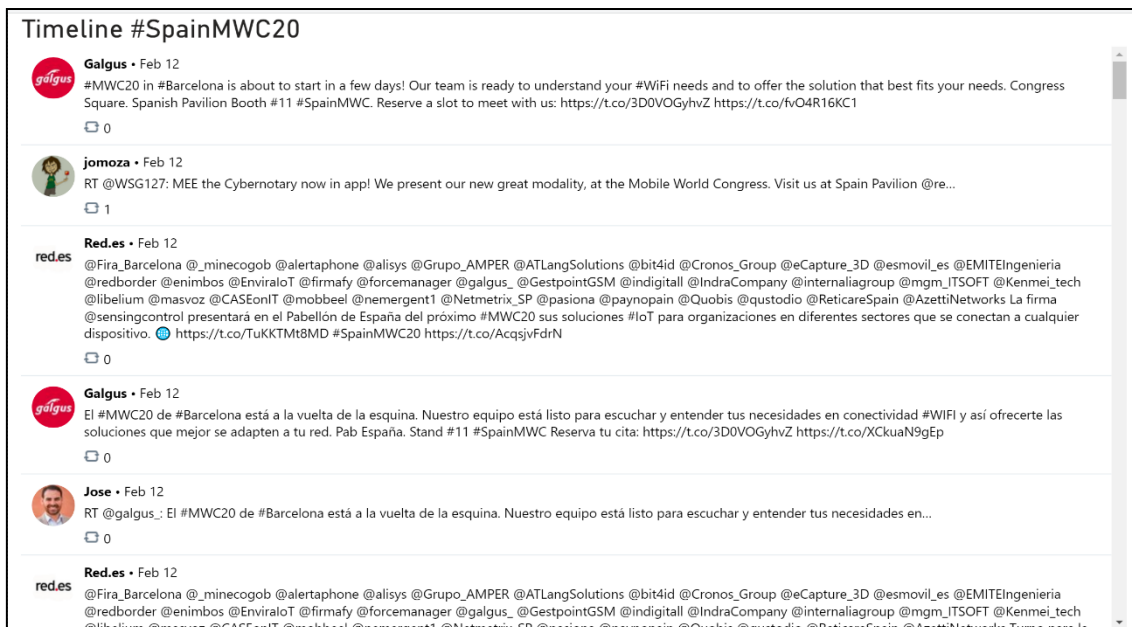 Timeline #SpainMWC20
Galgus • Feb 12
galgus
#MWC20 in #Barcelona is about to start in a few days! Our team is ready to understand your #WiFi needs and to offer the solution that best fits your needs. Congress
Square. Spanish Pavilion Booth #11 #SpainMWC. Reserve a slot to meet with us: https://t.co/3D0VOGyhvZ https://t.co/fvO4R16KC1
0
jomoza • Feb 12
RT @WSG127: MEE the Cybernotary now in app! We present our new great modality, at the Mobile World Congress. Visit us at Spain Pavilion @re...
1
Red.es • Feb 12
red.es
@Fira_Barcelona @_minecogob @alertaphone @alisys @Grupo_AMPER @ATLangSolutions @bit4id @Cronos_Group @eCapture_3D @esmovil_es @EMITEIngenieria
@redborder @enimbos @EnviraIoT @firmafy @forcemanager @galgus_ @GestpointGSM @indigitall @IndraCompany @internaliagroup @mgm_ITSOFT @Kenmei_tech
@libelium @masvoz @CASEonIT @mobbeel @nemergent1 @Netmetrix_SP @pasiona @paynopain @Quobis @qustodio @ReticareSpain @AzettiNetworks La firma
@sensingcontrol presentará en el Pabellón de España del próximo #MWC20 sus soluciones #IoT para organizaciones en diferentes sectores que se conectan a cualquier
dispositivo. 🌐 https://t.co/TuKKTMt8MD #SpainMWC20 https://t.co/AcqsjvFdrN
0
Galgus • Feb 12
galgus
El #MWC20 de #Barcelona está a la vuelta de la esquina. Nuestro equipo está listo para escuchar y entender tus necesidades en conectividad #WIFI y así ofrecerte las
soluciones que mejor se adapten a tu red. Pab España. Stand #11 #SpainMWC Reserva tu cita: https://t.co/3D0VOGyhvZ https://t.co/XCkuaN9gEp
0
Jose • Feb 12
RT @galgus_: El #MWC20 de #Barcelona está a la vuelta de la esquina. Nuestro equipo está listo para escuchar y entender tus necesidades en...
0
Red.es • Feb 12
red.es
@Fira_Barcelona @_minecogob @alertaphone @alisys @Grupo_AMPER @ATLangSolutions @bit4id @Cronos_Group @eCapture_3D @esmovil_es @EMITEIngenieria
@redborder @enimbos @EnviraIoT @firmafy @forcemanager @galgus_ @GestpointGSM @indigitall @IndraCompany @internaliagroup @mgm_ITSOFT @Kenmei_tech